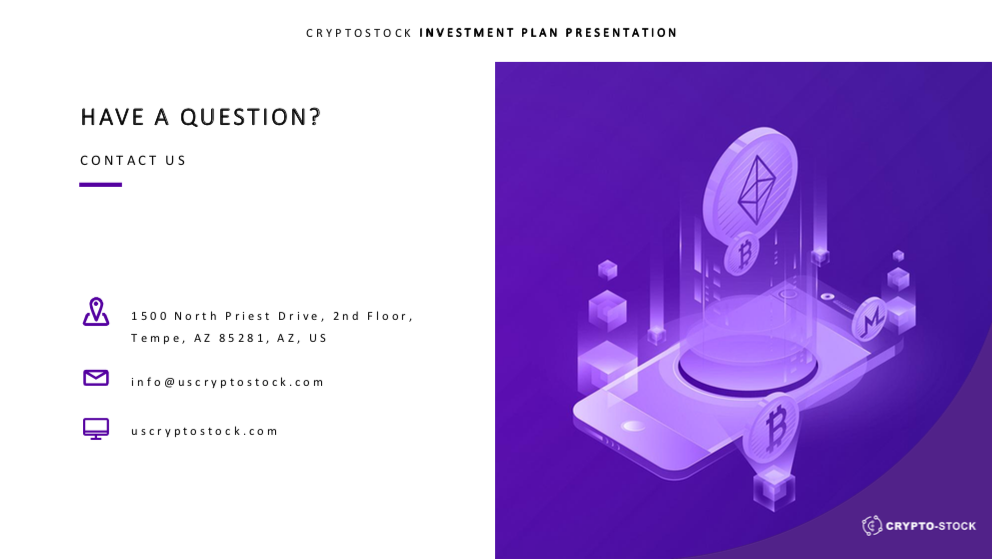 CRYPTOSTOCK INVESTMENT PLAN PRESENTATION
HAVE A QUESTION?
CONTACT US
1500 North Priest Drive, 2nd Floor,
Tempe, AZ 85281, AZ, US
info@uscryptostock.com
uscryptostock.com
CRYPTO-STOCK